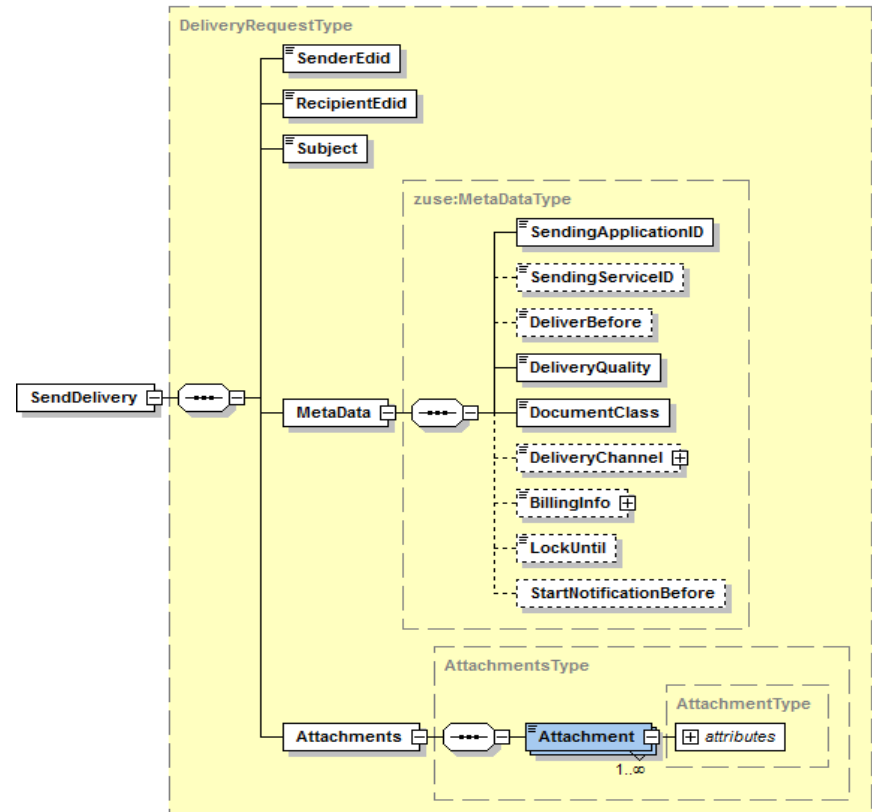 DeliveryRequestType
SenderEdid
RecipientEdid
Subject
zuse:MetaDataType
SendingApplicationID
SendingServiceID
DeliverBefore
DeliveryQuality
SendDelivery
MetaData
DocumentClass
DeliveryChannel
BillingInfo
LockUntil
StartNotificationBefore
AttachmentsType
AttachmentType
Attachments
Attachment
attributes
1..∞